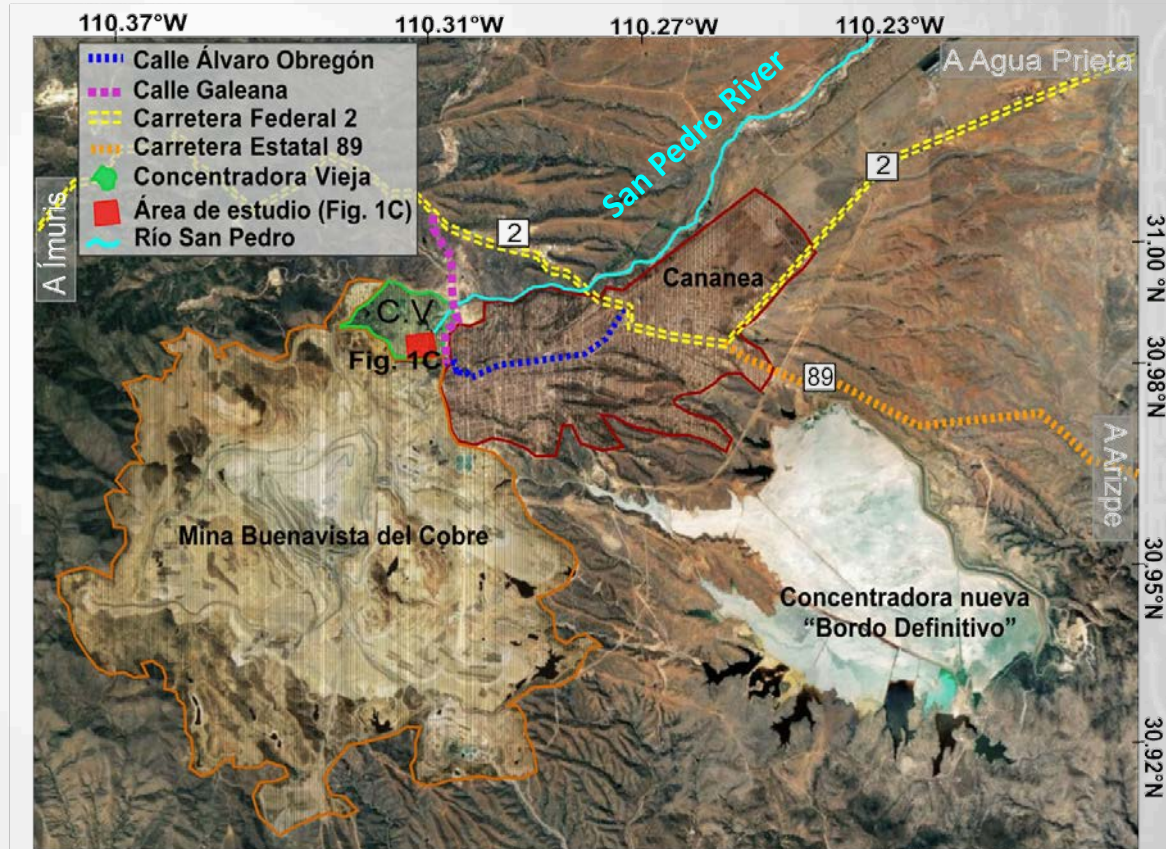 110.37°W
110.31°W
110.27°W
110.23°W
Calle Álvaro Obregón
Calle Galeana
Carretera Federal 2
Carretera Estatal 89
Concentradora Vieja
Área de estudio (Fig. 1C)
Río San Pedro
A Agua Prieta
San Pedro River
2
A Ímuris
2
31.00 °N
Cananea
C.V.
Fig. 1C
30.98°N
89
A Arizpe
Mina Buenavista del Cobre
30.95°N
Concentradora nueva
“Bordo Definitivo”
30.92°N